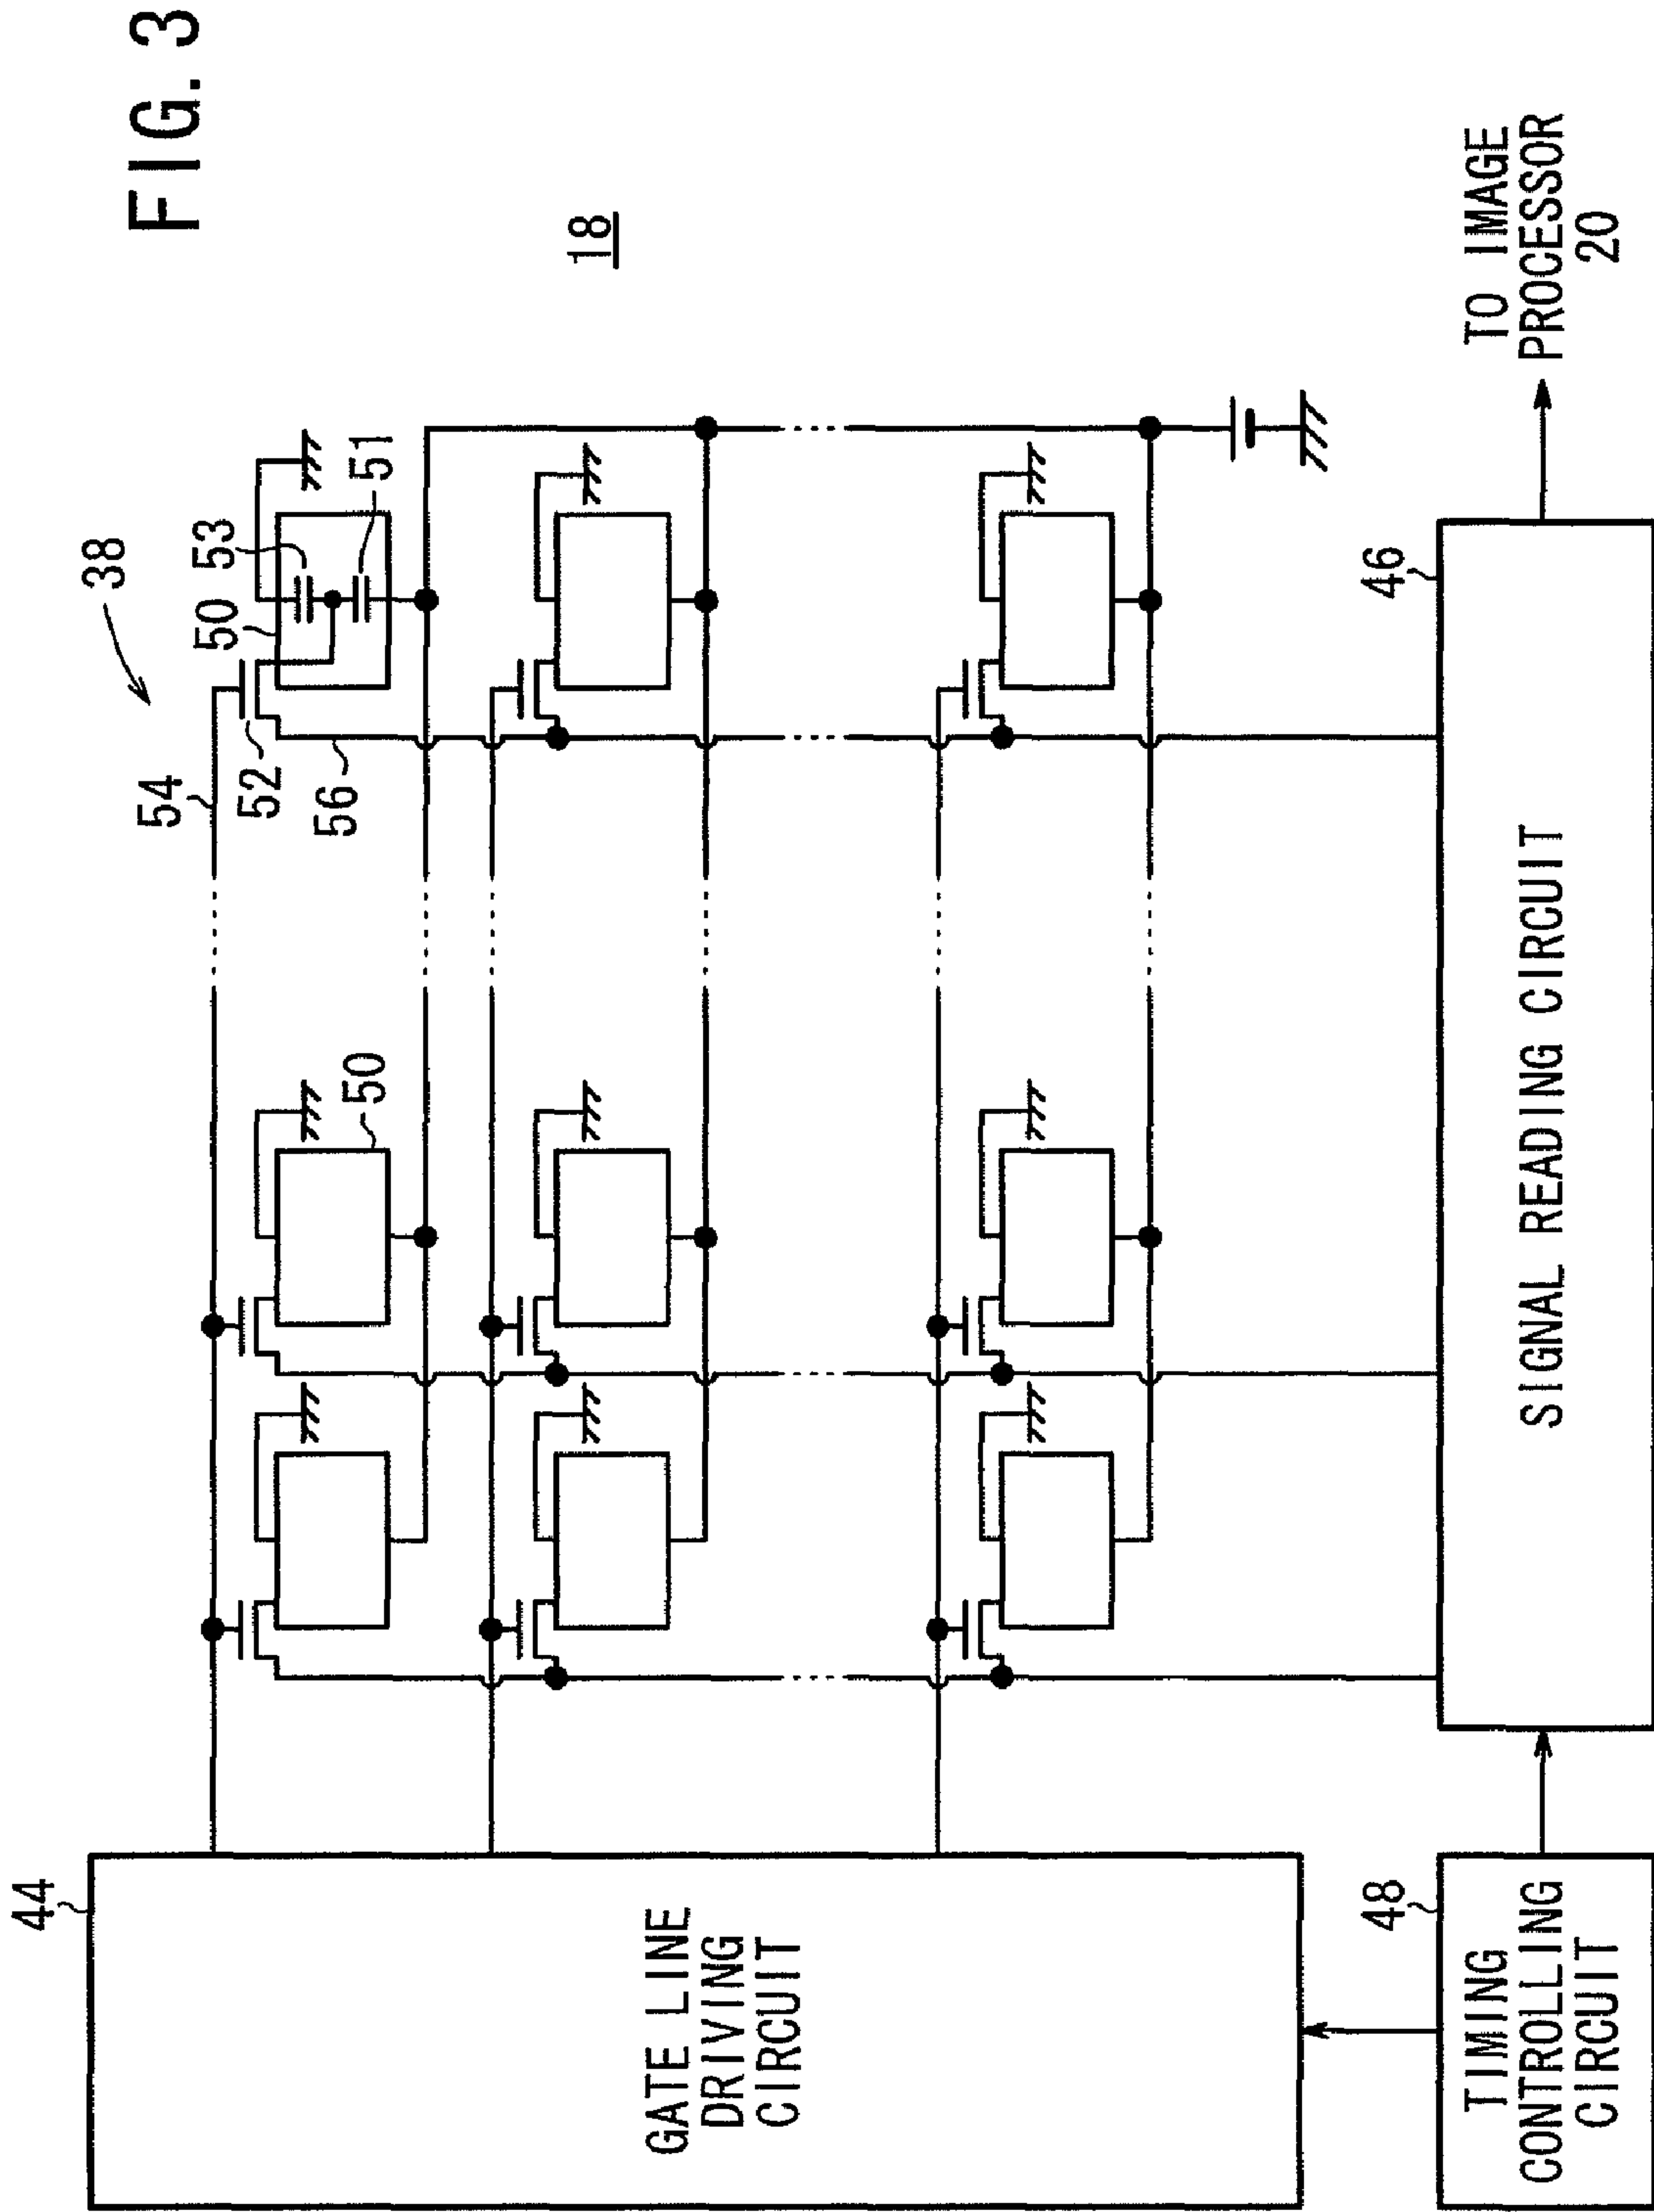 FIG. 3
18
38
54
52
56
50
53
51
50
44
GATE LINE
DRIVING
CIRCUIT
48
TIMING
CONTROLLING
CIRCUIT
46
SIGNAL READING CIRCUIT
TO IMAGE
PROCESSOR
20